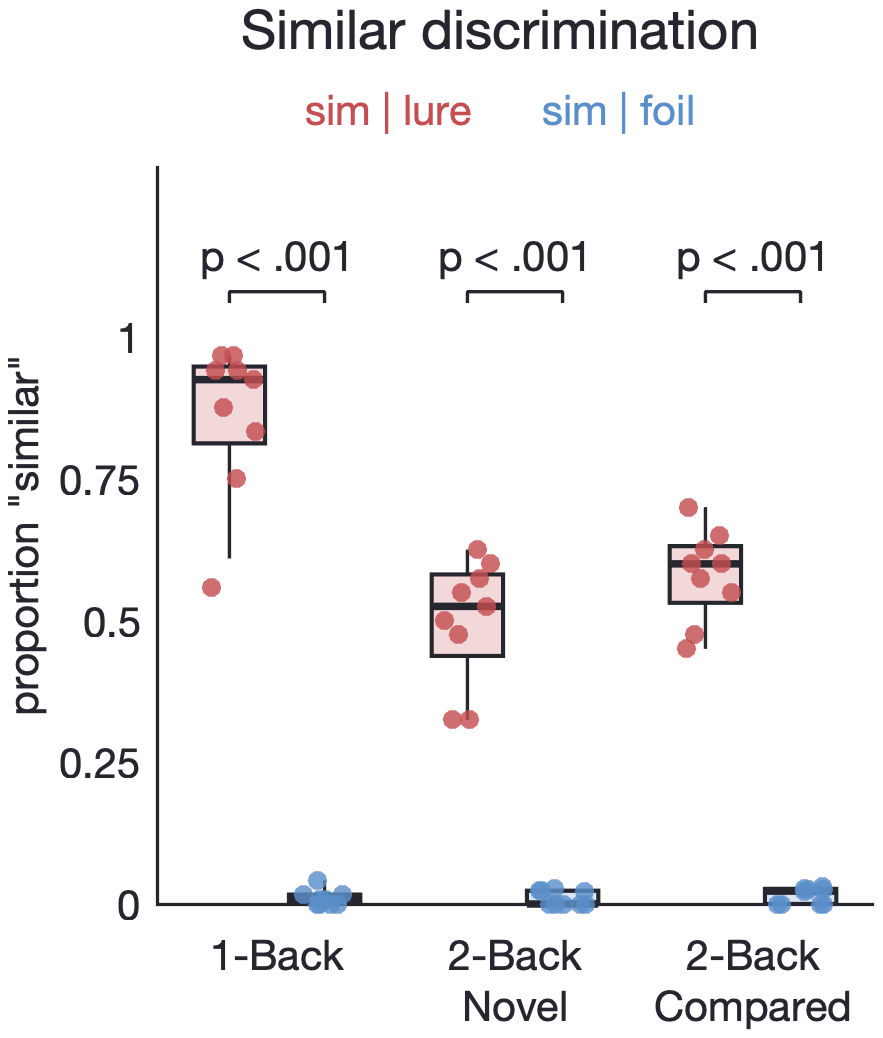 Similar discrimination
sim | lure sim | foil
p < .001 p < .001 p < .001
proportion "similar"
1
0.75
0.5
0.25
0
1-Back 2-Back 2-Back
Novel Compared